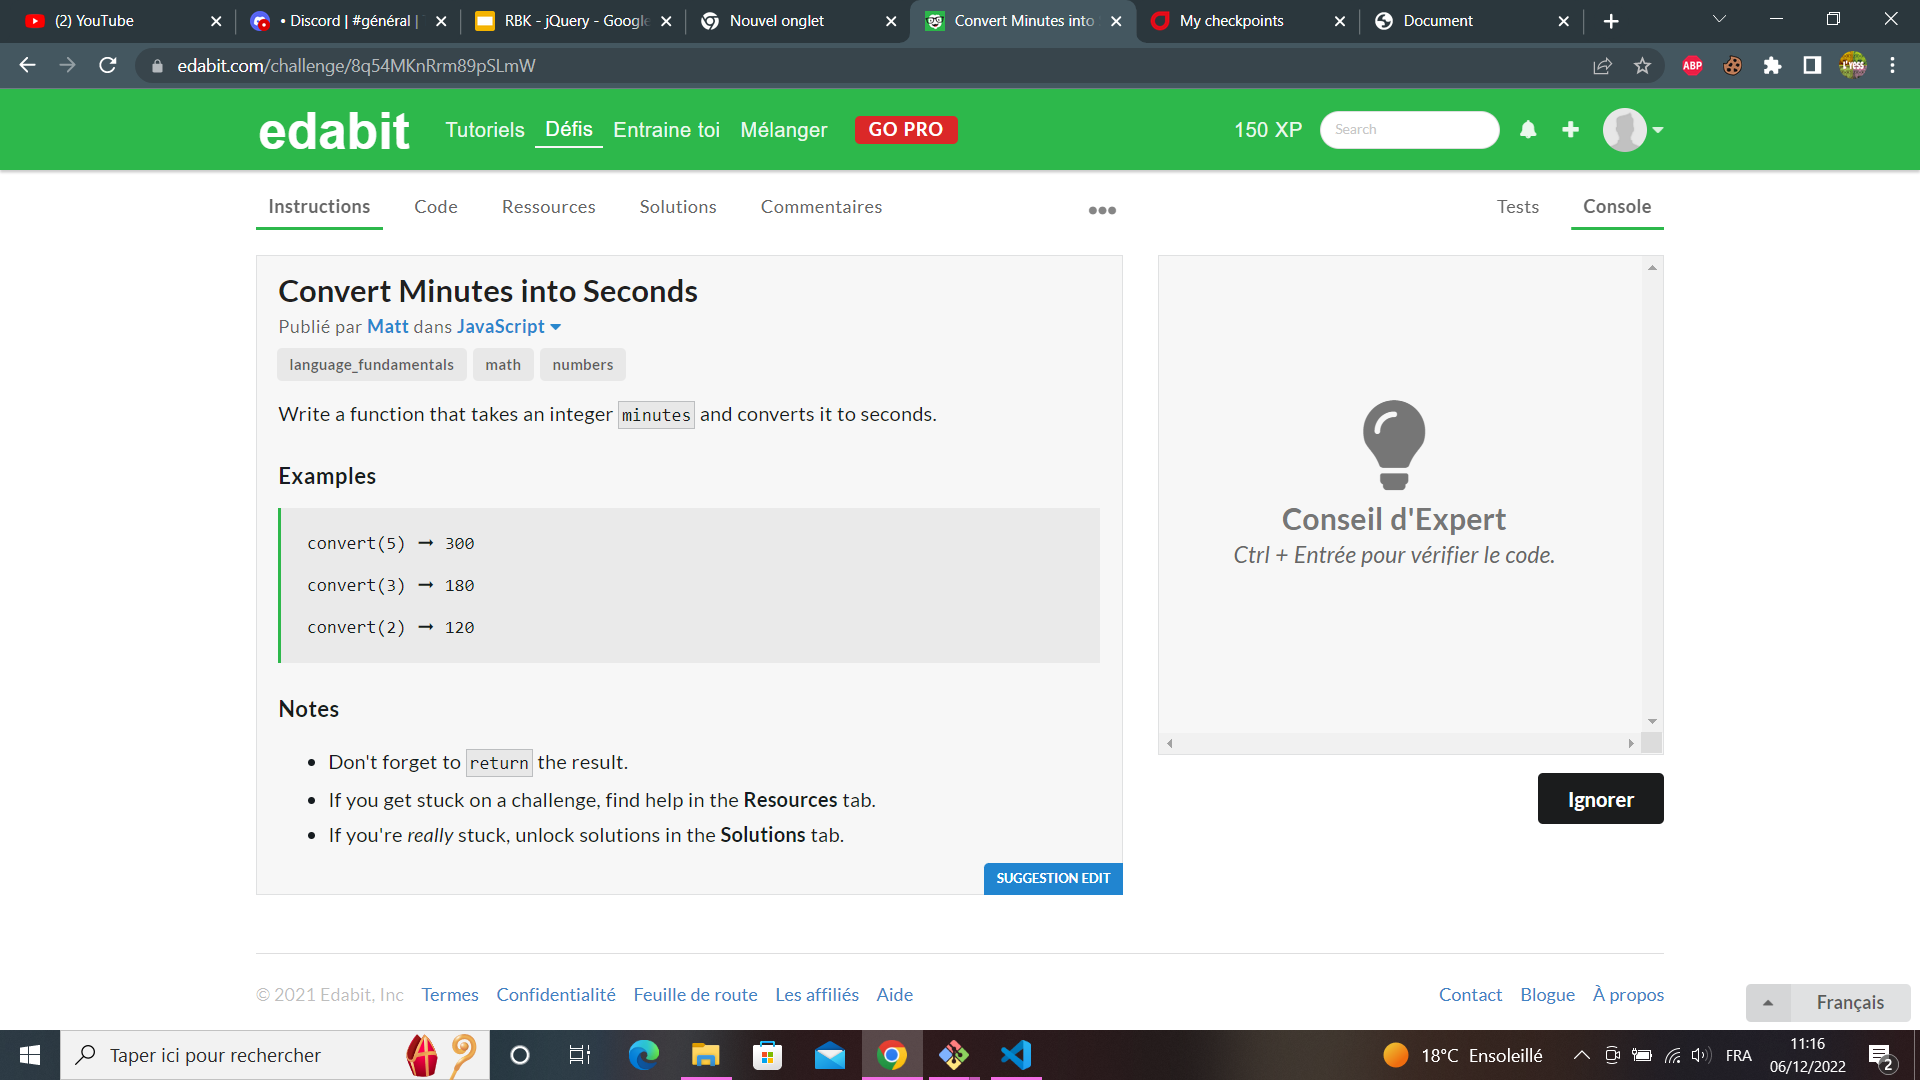 (2) YouTube
• Discord | #général |
RBK - jQuery - Google
Nouvel onglet
Convert Minutes into
My checkpoints
Document
edabit.com/challenge/8q54MKnRrm89pSLmW
ABP
edabit
Tutoriels
Défis
Entraine toi
Mélanger
GO PRO
150 XP
Search
Instructions
Code
Ressources
Solutions
Commentaires
Tests
Console
Convert Minutes into Seconds
Publié par Matt dans JavaScript
language_fundamentals
math
numbers
Write a function that takes an integer minutes and converts it to seconds.
Examples
convert(5) ➞ 300
convert(3) ➞ 180
convert(2) ➞ 120
Notes
• Don't forget to return the result.
• If you get stuck on a challenge, find help in the Resources tab.
• If you're really stuck, unlock solutions in the Solutions tab.
SUGGESTION EDIT
Conseil d'Expert
Ctrl + Entrée pour vérifier le code.
Ignorer
© 2021 Edabit, Inc
Termes
Confidentialité
Feuille de route
Les affiliés
Aide
Contact
Blogue
À propos
Français
Taper ici pour rechercher
18°C Ensoleillé
FRA
11:16
06/12/2022
2